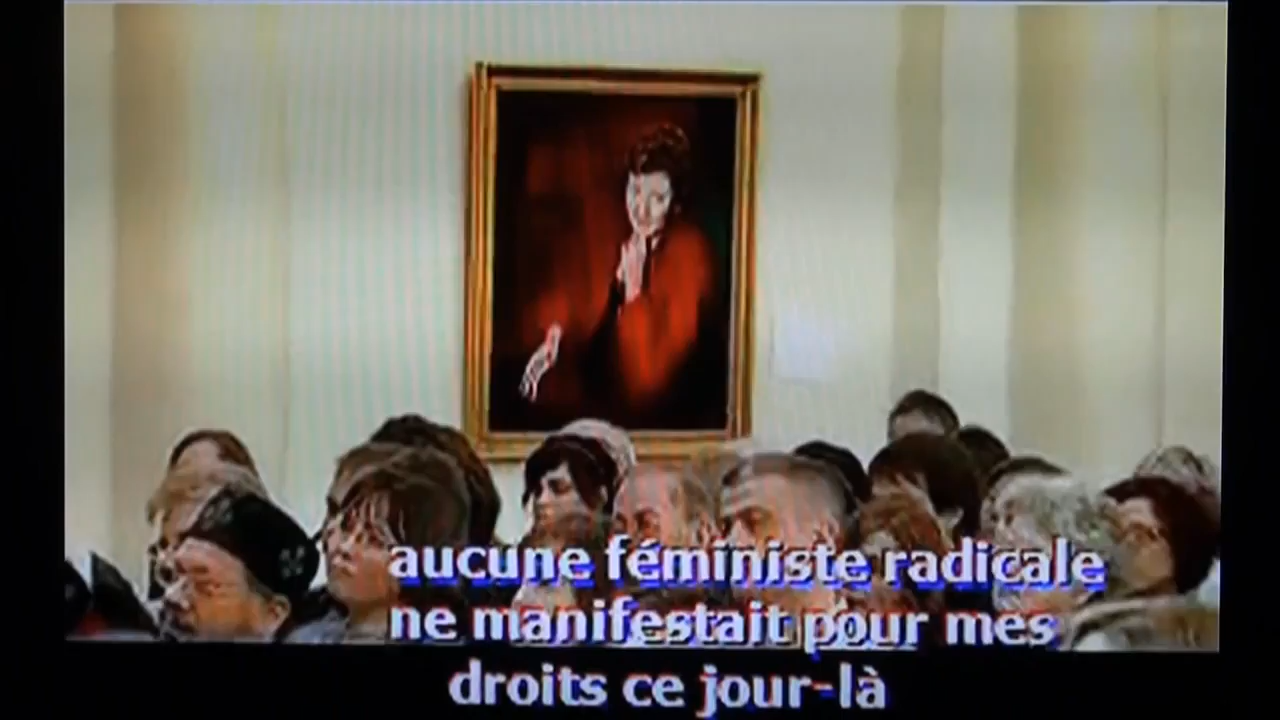 aucune féministe radicale
ne manifestait pour mes
droits ce jour-là